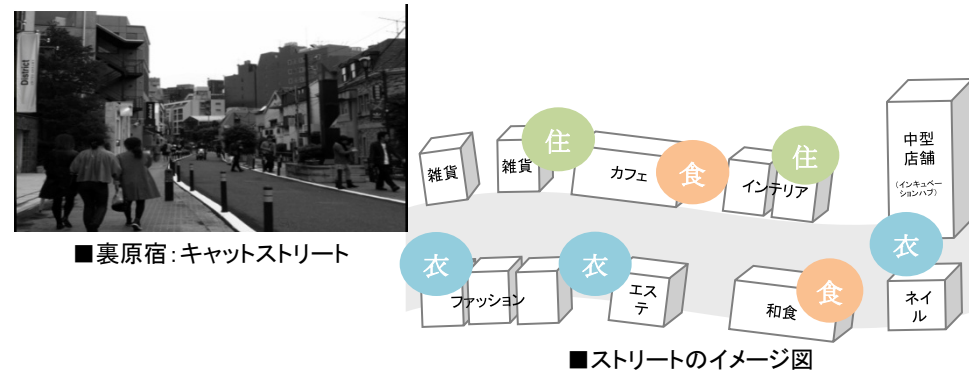 District
■裏原宿：キャットストリート
雑貨
雑貨
住
カフェ
食
インテリア
住
中型
店舗
（インキュベー
ションハブ）
衣
衣
ファッション
衣
エス
テ
和食
食
ネイ
ル
■ストリートのイメージ図